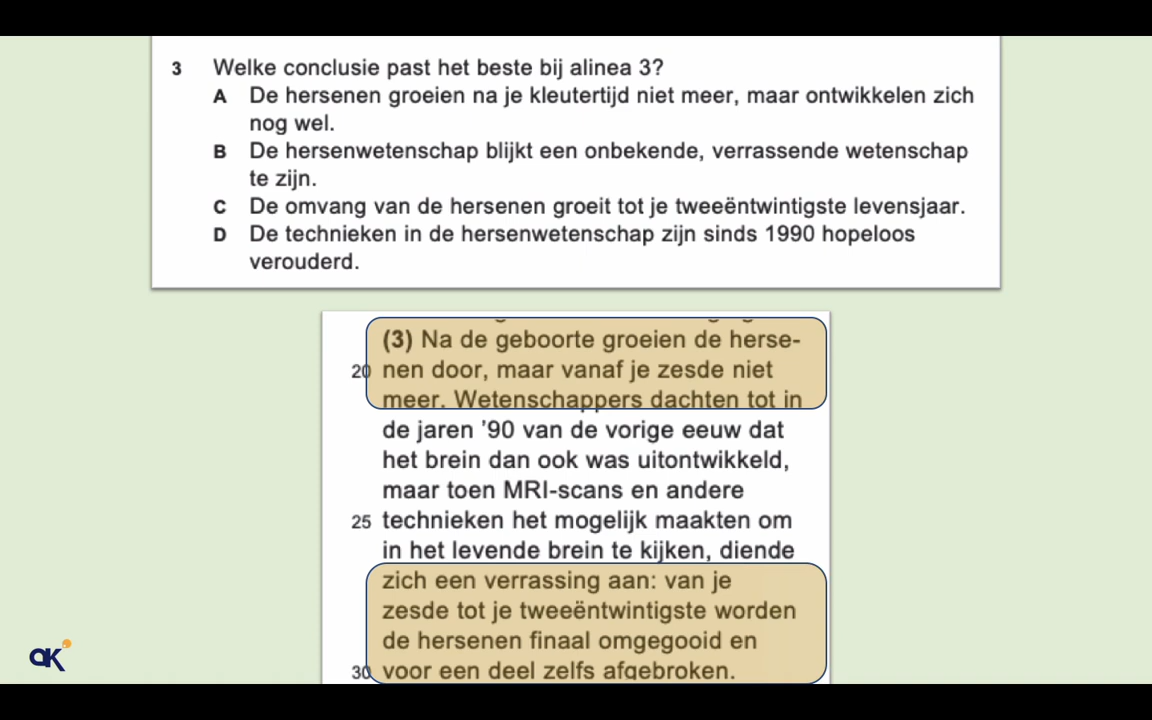 3 Welke conclusie past het beste bij alinea 3?
A De hersenen groeien na je kleutertijd niet meer, maar ontwikkelen zich
nog wel.
B De hersenwetenschap blijkt een onbekende, verrassende wetenschap
te zijn.
C De omvang van de hersenen groeit tot je tweeëntwintigste levensjaar.
D De technieken in de hersenwetenschap zijn sinds 1990 hopeloos
verouderd.
(3) Na de geboorte groeien de herse-
20 nen door, maar vanaf je zesde niet
meer. Wetenschappers dachten tot in
de jaren ’90 van de vorige eeuw dat
het brein dan ook was uitontwikkeld,
maar toen MRI-scans en andere
25 technieken het mogelijk maakten om
in het levende brein te kijken, diende
zich een verrassing aan: van je
zesde tot je tweeëntwintigste worden
de hersenen finaal omgegooid en
30 voor een deel zelfs afgebroken.
aK